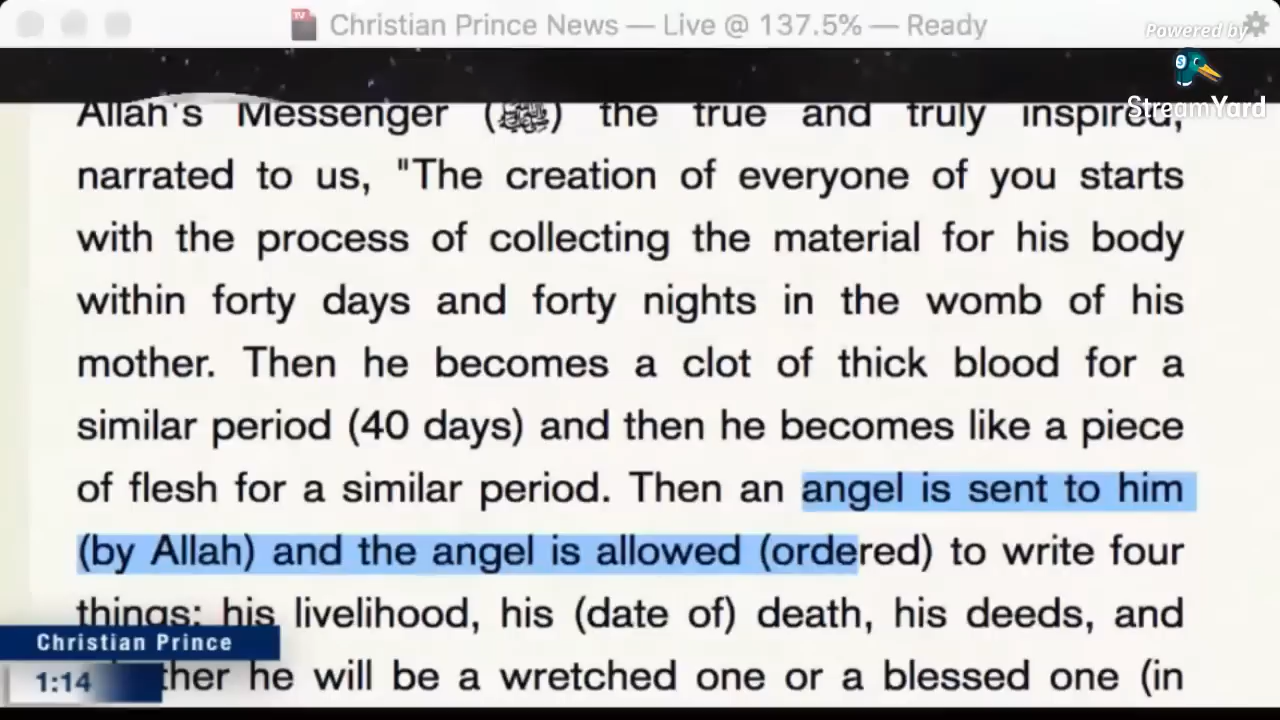 Christian Prince News — Live @ 137.5% — Ready
Powered by
StreamYard
Allah's Messenger (ﷺ) the true and truly inspired,
narrated to us, "The creation of everyone of you starts
with the process of collecting the material for his body
within forty days and forty nights in the womb of his
mother. Then he becomes a clot of thick blood for a
similar period (40 days) and then he becomes like a piece
of flesh for a similar period. Then an angel is sent to him
(by Allah) and the angel is allowed (ordered) to write four
things: his livelihood, his (date of) death, his deeds, and
he will be a wretched one or a blessed one (in
Christian Prince
1:14